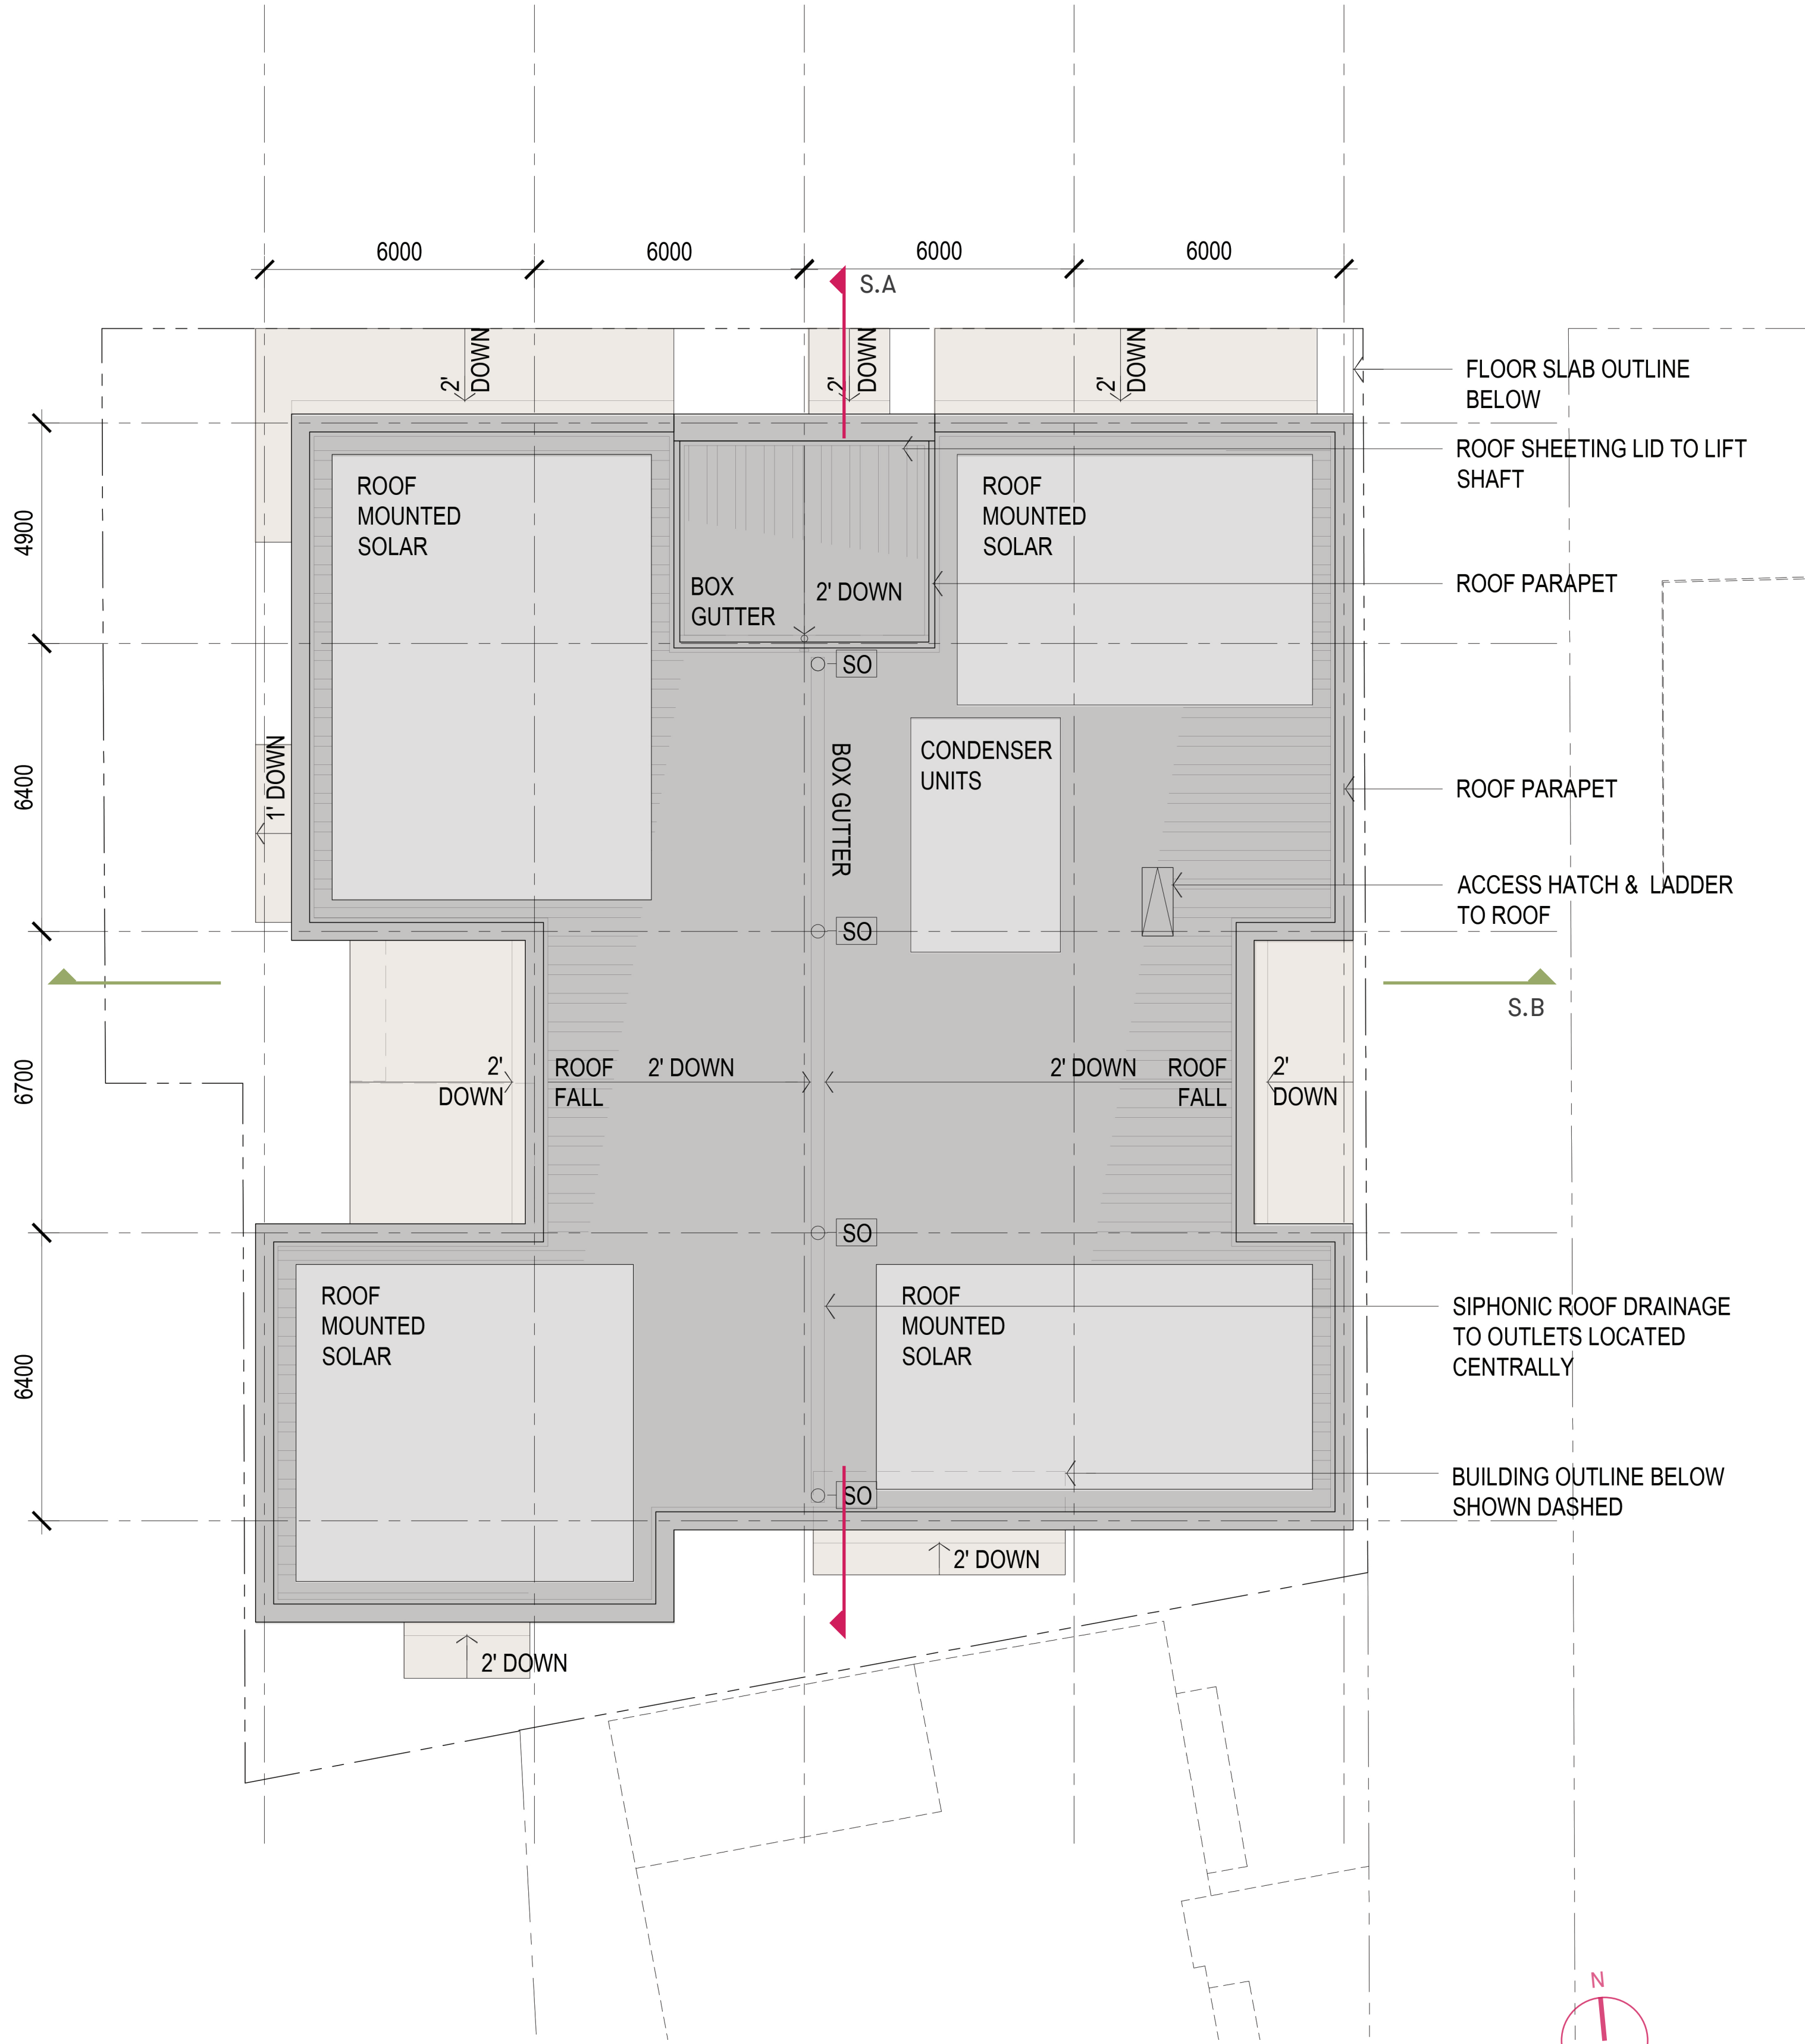 6000
6000
6000
6000
S.A
2'
DOWN
2'
DOWN
2'
DOWN
FLOOR SLAB OUTLINE
BELOW
ROOF SHEETING LID TO LIFT
SHAFT
ROOF
MOUNTED
SOLAR
ROOF
MOUNTED
SOLAR
4900
BOX
GUTTER
2' DOWN
ROOF PARAPET
SO
1' DOWN
6400
BOX GUTTER
CONDENSER
UNITS
ROOF PARAPET
ACCESS HATCH & LADDER
TO ROOF
SO
S.B
6700
2'
DOWN
ROOF
FALL
2' DOWN
2' DOWN
ROOF
FALL
2'
DOWN
SO
ROOF
MOUNTED
SOLAR
ROOF
MOUNTED
SOLAR
SIPHONIC ROOF DRAINAGE
TO OUTLETS LOCATED
CENTRALLY
6400
SO
BUILDING OUTLINE BELOW
SHOWN DASHED
2' DOWN
2' DOWN
N